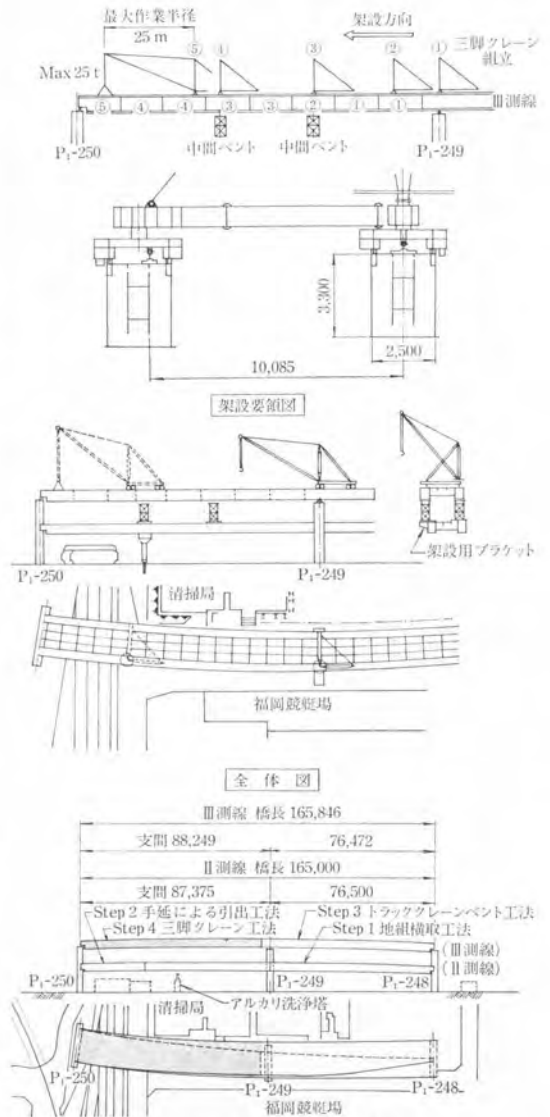 最大作業半径
25 m
架設方向
⑤ ④ ③ ② ① 三脚クレーン
組立
Max 25 t
Ⅲ測線
⑤ ④ ④ ③ ③ ② ① ①
中間ベント 中間ベント
P₁-250 P₁-249
3,300
2,500
10,085
架設要領図
架設用ブラケット
P₁-250 P₁-249
清掃局
福岡競艇場
全体図
Ⅲ測線 橋長 165,846
支間 88,249 76,472
Ⅱ測線 橋長 165,000
支間 87,375 76,500
Step 2 手延による引出工法 Step 3 トラッククレーンベント工法
Step 4 三脚クレーン工法 Step 1 地組横取工法
(Ⅲ測線)
(Ⅱ測線)
P₁-250 P₁-249 P₁-248
清掃局 アルカリ洗浄塔
P₁-250 P₁-249 P₁-248
福岡競艇場